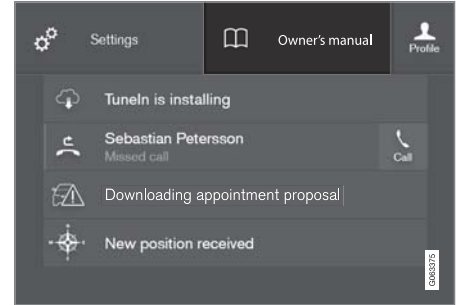 Settings
Owner's manual
Profile
TuneIn is installing
Sebastian Petersson
Missed call
Call
Downloading appointment proposal
New position received
G063375